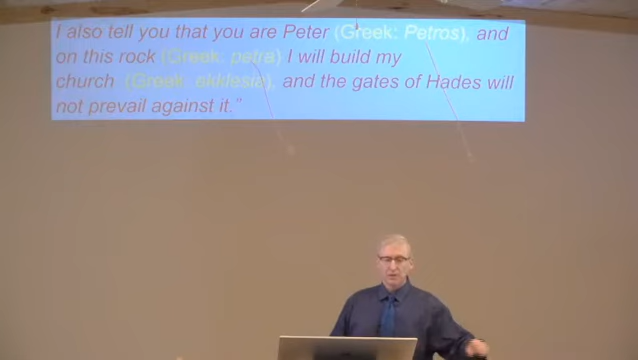 I also tell you that you are Peter (Greek: Petros), and
on this rock (Greek: petra) I will build my
church (Greek: ekklesia), and the gates of Hades will
not prevail against it."